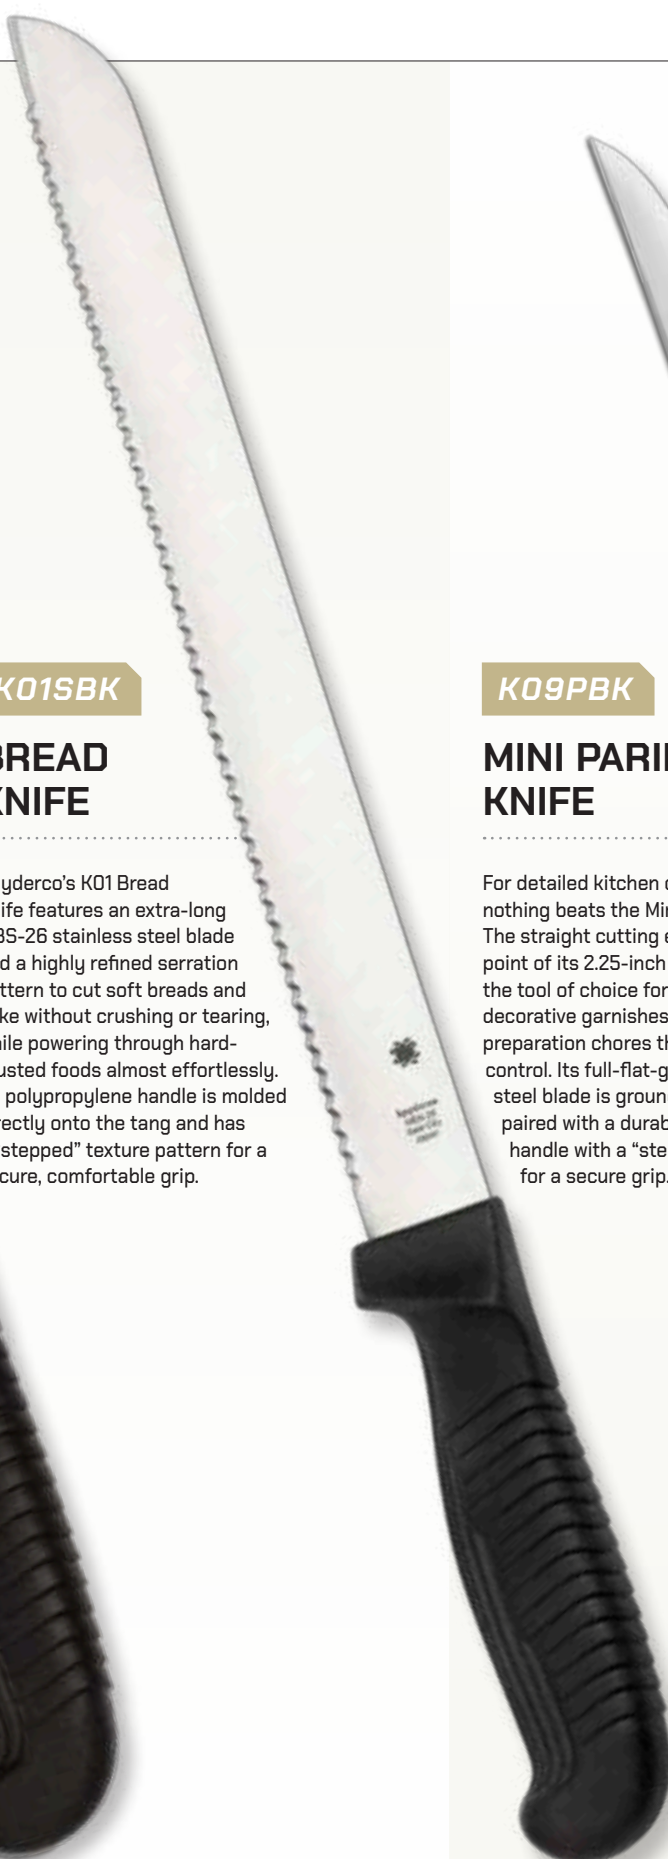 K01SBK
BREAD
KNIFE
yderco's K01 Bread
ife features an extra-long
BS-26 stainless steel blade
d a highly refined serration
ttern to cut soft breads and
ke without crushing or tearing,
ile powering through hard-
usted foods almost effortlessly.
polypropylene handle is molded
rectly onto the tang and has
"stepped" texture pattern for a
cure, comfortable grip.
K09PBK
MINI PARI
KNIFE
For detailed kitchen
nothing beats the Mi
The straight cutting
point of its 2.25-inch
the tool of choice for
decorative garnishes
preparation chores th
control. Its full-flat-g
steel blade is groun
paired with a durab
handle with a "ste
for a secure grip.